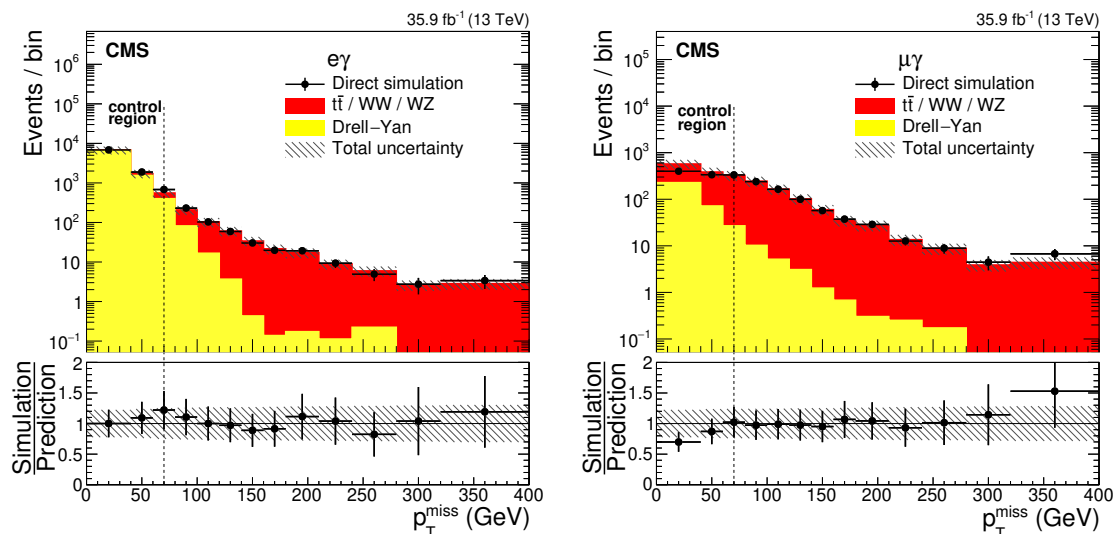 35.9 fb⁻¹ (13 TeV)
CMS
eγ
Direct simulation
tt̄ / WW / WZ
Drell−Yan
Total uncertainty
control
region
Events / bin
10⁶
10⁵
10⁴
10³
10²
10
1
10⁻¹
Simulation
Prediction
2
1.5
1
0.5
0
0 50 100 150 200 250 300 350 400
p_T^miss (GeV)
35.9 fb⁻¹ (13 TeV)
CMS
μγ
Direct simulation
tt̄ / WW / WZ
Drell−Yan
Total uncertainty
control
region
Events / bin
10⁵
10⁴
10³
10²
10
1
10⁻¹
Simulation
Prediction
2
1.5
1
0.5
0
0 50 100 150 200 250 300 350 400
p_T^miss (GeV)